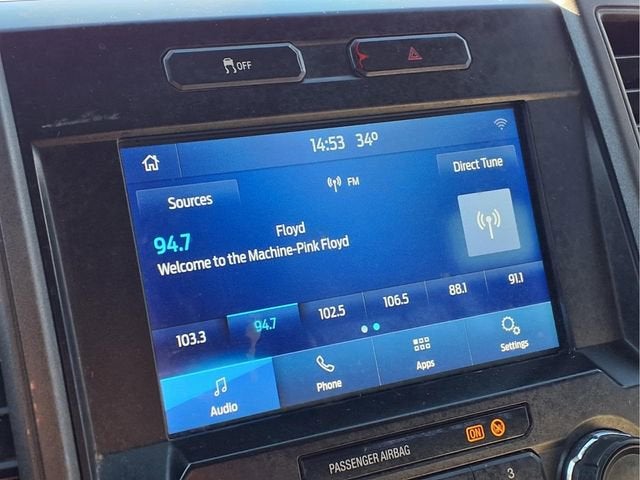 OFF
14:53 34°
FM
Direct Tune
Sources
94.7
Floyd
Welcome to the Machine-Pink Floyd
103.3 94.7 102.5 106.5 88.1 91.1
Audio Phone Apps Settings
PASSENGER AIRBAG ON
3